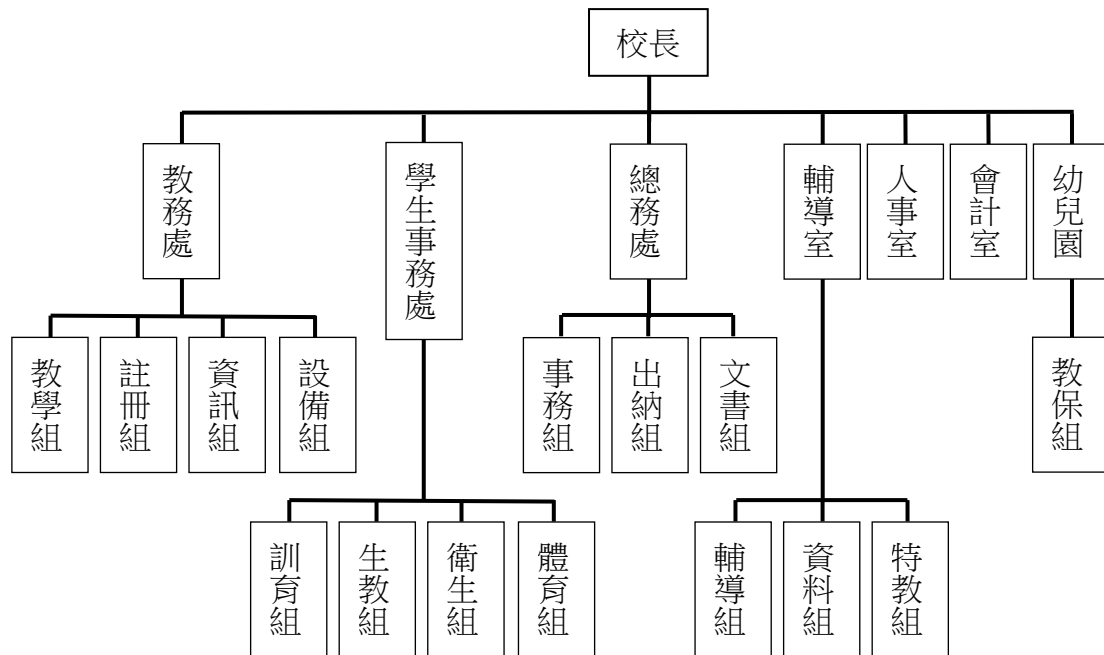 校長
教務處
學生事務處
總務處
輔導室
人事室
會計室
幼兒園
教學組
註冊組
資訊組
設備組
事務組
出納組
文書組
教保組
訓育組
生教組
衛生組
體育組
輔導組
資料組
特教組